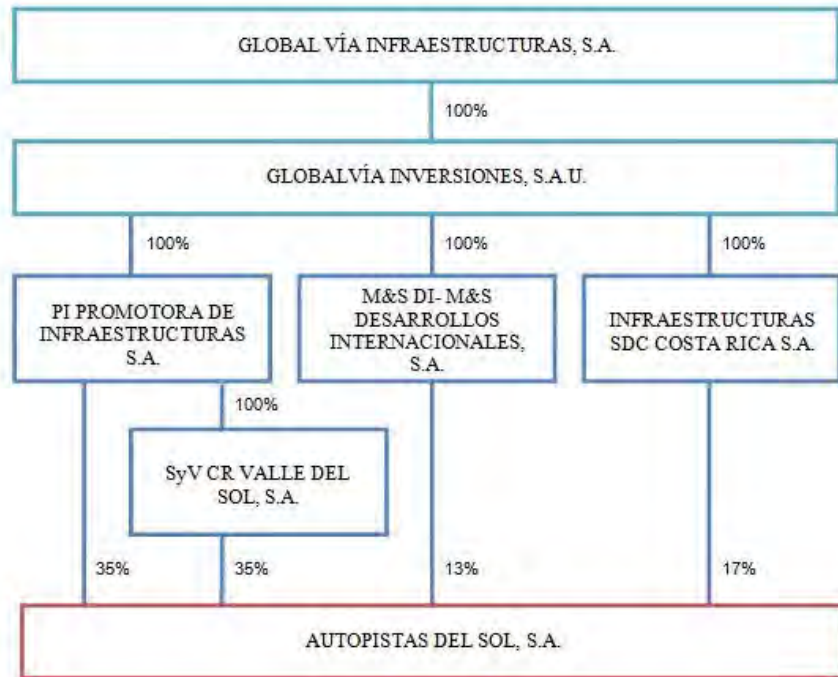 GLOBAL VÍA INFRAESTRUCTURAS, S.A.
100%
GLOBALVÍA INVERSIONES, S.A.U.
100%
100%
100%
PI PROMOTORA DE
INFRAESTRUCTURAS
S.A.
M&S DI- M&S
DESARROLLOS
INTERNACIONALES,
S.A.
INFRAESTRUCTURAS
SDC COSTA RICA S.A.
100%
SyV CR VALLE DEL
SOL, S.A.
35%
35%
13%
17%
AUTOPISTAS DEL SOL, S.A.